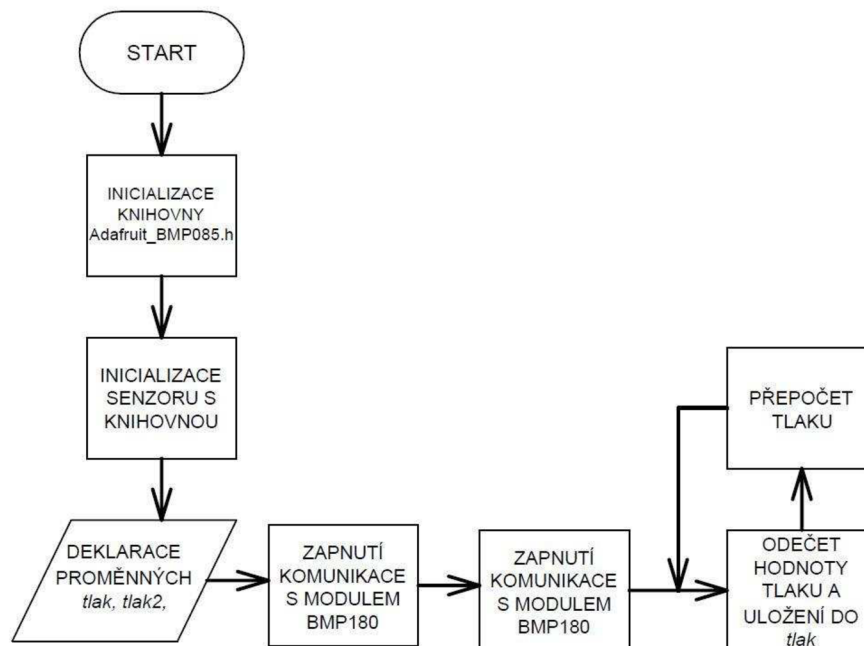 START
INICIALIZACE
KNIHOVNY
Adafruit_BMP085.h
INICIALIZACE
SENZORU S
KNIHOVNOU
DEKLARACE
PROMĚNNÝCH
tlak, tlak2,
ZAPNUTÍ
KOMUNIKACE
S MODULEM
BMP180
ZAPNUTÍ
KOMUNIKACE
S MODULEM
BMP180
ODEČET
HODNOTY
TLAKU A
ULOŽENÍ DO
tlak
PŘEPOČET
TLAKU